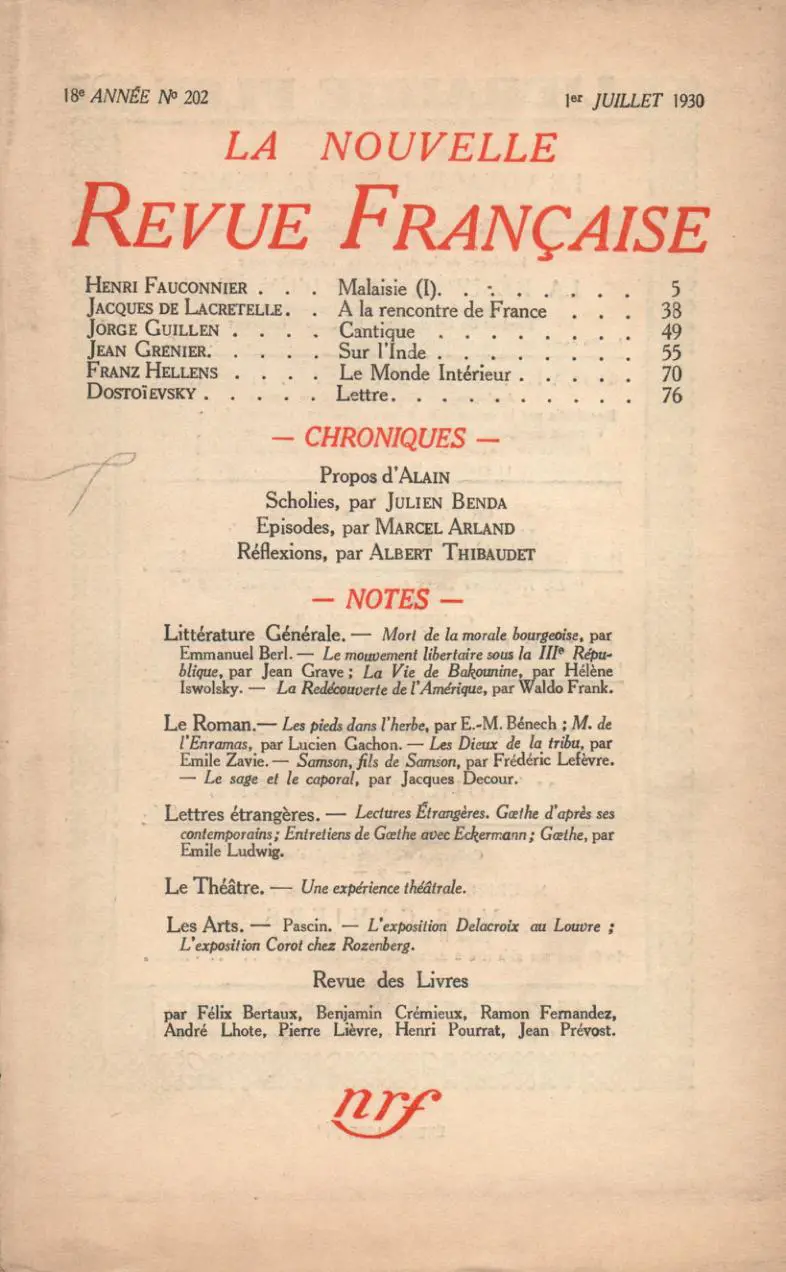 18e ANNÉE No 202
1er JUILLET 1930
LA NOUVELLE
REVUE FRANÇAISE
HENRI FAUCONNIER . . . Malaisie (I). . . . . . . . . 5
JACQUES DE LACRETELLE. . A la rencontre de France . . . 38
JORGE GUILLEN . . . . Cantique . . . . . . . . 49
JEAN GRENIER. . . . . Sur l'Inde . . . . . . . . 55
FRANZ HELLENS . . . . Le Monde Intérieur . . . . . 70
DOSTOÏEVSKY . . . . . Lettre. . . . . . . . . . 76
— CHRONIQUES —
Propos d'ALAIN
Scholies, par JULIEN BENDA
Episodes, par MARCEL ARLAND
Réflexions, par ALBERT THIBAUDET
— NOTES —
Littérature Générale. — Mort de la morale bourgeoise, par
Emmanuel Berl. — Le mouvement libertaire sous la IIIe Répu-
blique, par Jean Grave ; La Vie de Bakounine, par Hélène
Iswolsky. — La Redécouverte de l'Amérique, par Waldo Frank.
Le Roman. — Les pieds dans l'herbe, par E.-M. Bénech ; M. de
l'Enramas, par Lucien Gachon. — Les Dieux de la tribu, par
Emile Zavie. — Samson, fils de Samson, par Frédéric Lefèvre.
— Le sage et le caporal, par Jacques Decour.
Lettres étrangères. — Lectures Étrangères. Gœthe d'après ses
contemporains ; Entretiens de Gœthe avec Eckermann ; Gœthe, par
Emile Ludwig.
Le Théâtre. — Une expérience théâtrale.
Les Arts. — Pascin. — L'exposition Delacroix au Louvre ;
L'exposition Corot chez Rozenberg.
Revue des Livres
par Félix Bertaux, Benjamin Crémieux, Ramon Fernandez,
André Lhote, Pierre Lièvre, Henri Pourrat, Jean Prévost.
nrf